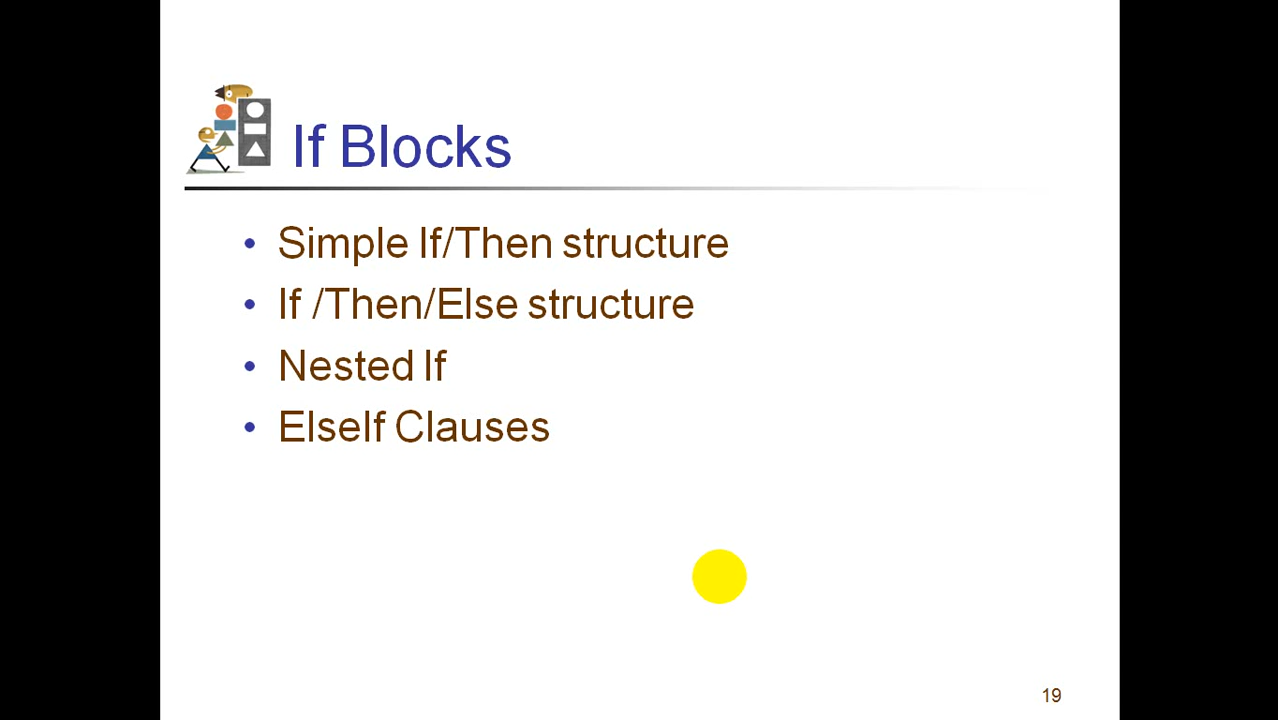 If Blocks
• Simple If/Then structure
• If /Then/Else structure
• Nested If
• ElseIf Clauses
19